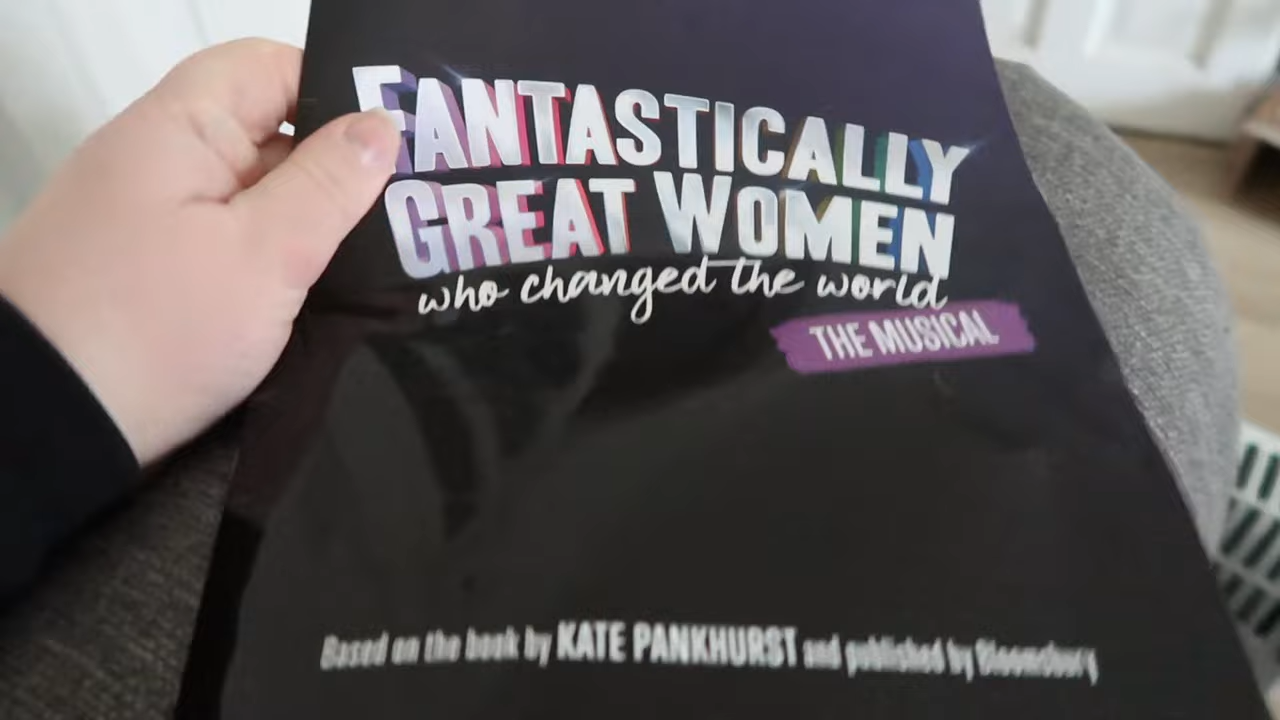 FANTASTICALLY
GREAT WOMEN
who changed the world
THE MUSICAL
Based on the book by KATE PANKHURST and published by Bloomsbury